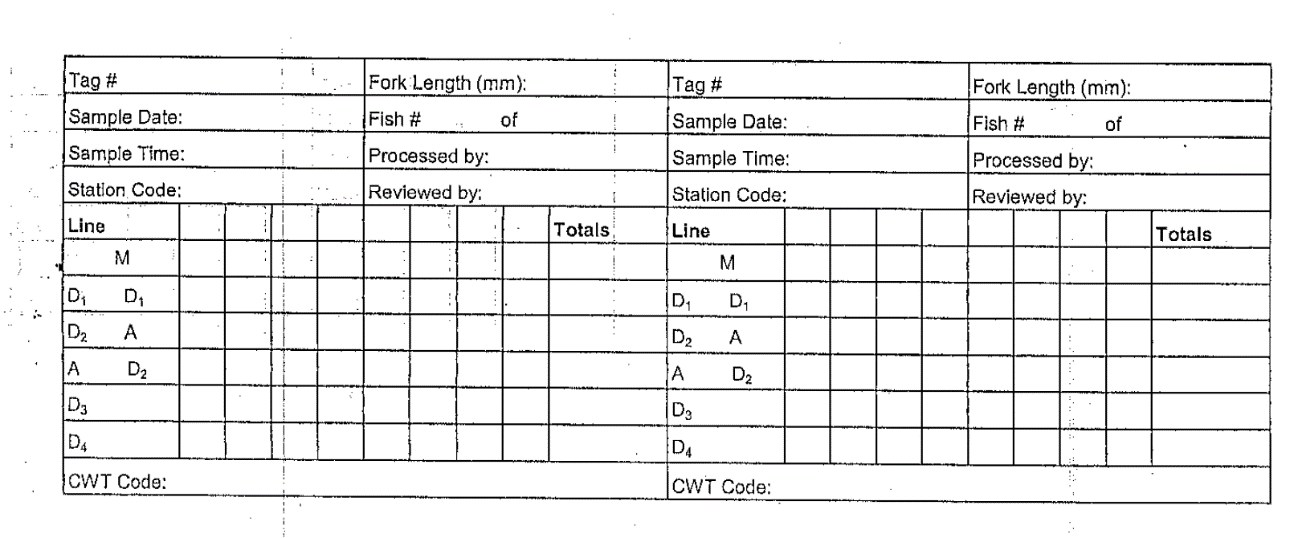 Tag # Fork Length (mm): Tag # Fork Length (mm):
Sample Date: Fish # of Sample Date: Fish # of
Sample Time: Processed by: Sample Time: Processed by:
Station Code: Reviewed by: Station Code: Reviewed by:
Line Totals Line Totals
M M
D₁ D₁ D₁ D₁
D₂ A D₂ A
A D₂ A D₂
D₃ D₃
D₄ D₄
CWT Code: CWT Code: